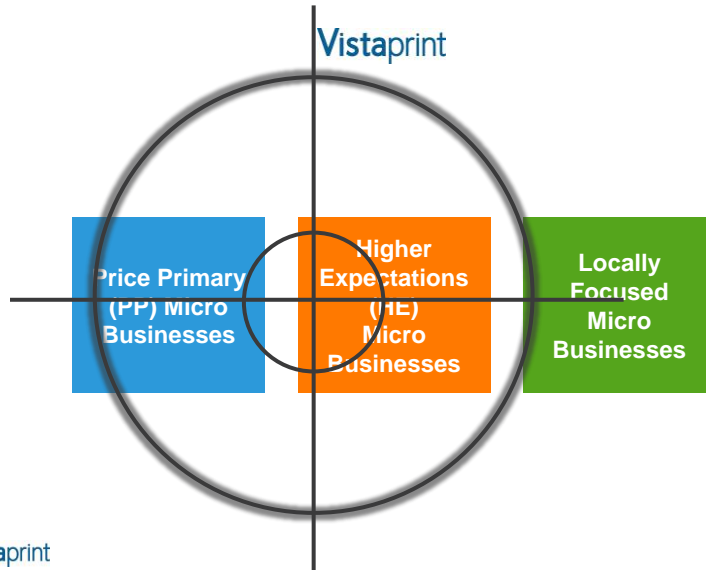 Vistaprint
Price Primary
(PP) Micro
Businesses
Higher
Expectations
(HE)
Micro
Businesses
Locally
Focused
Micro
Businesses
aprint